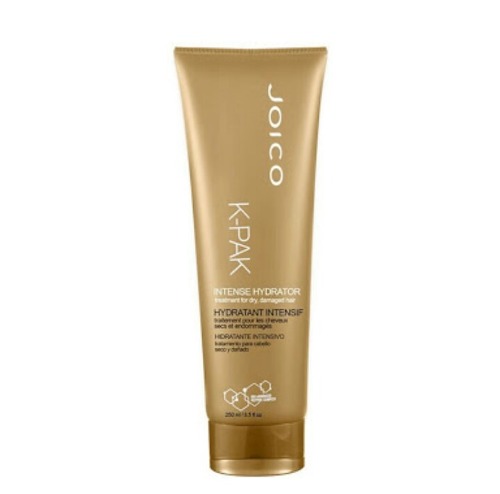 JOICO
K-PAK
INTENSE HYDRATOR
treatment for dry, damaged hair
HYDRATANT INTENSIF
traitement pour les cheveux
secs et endommagés
HIDRATANTE INTENSIVO
tratamiento para cabello
seco y dañado
250 ml / 8.5 fl oz